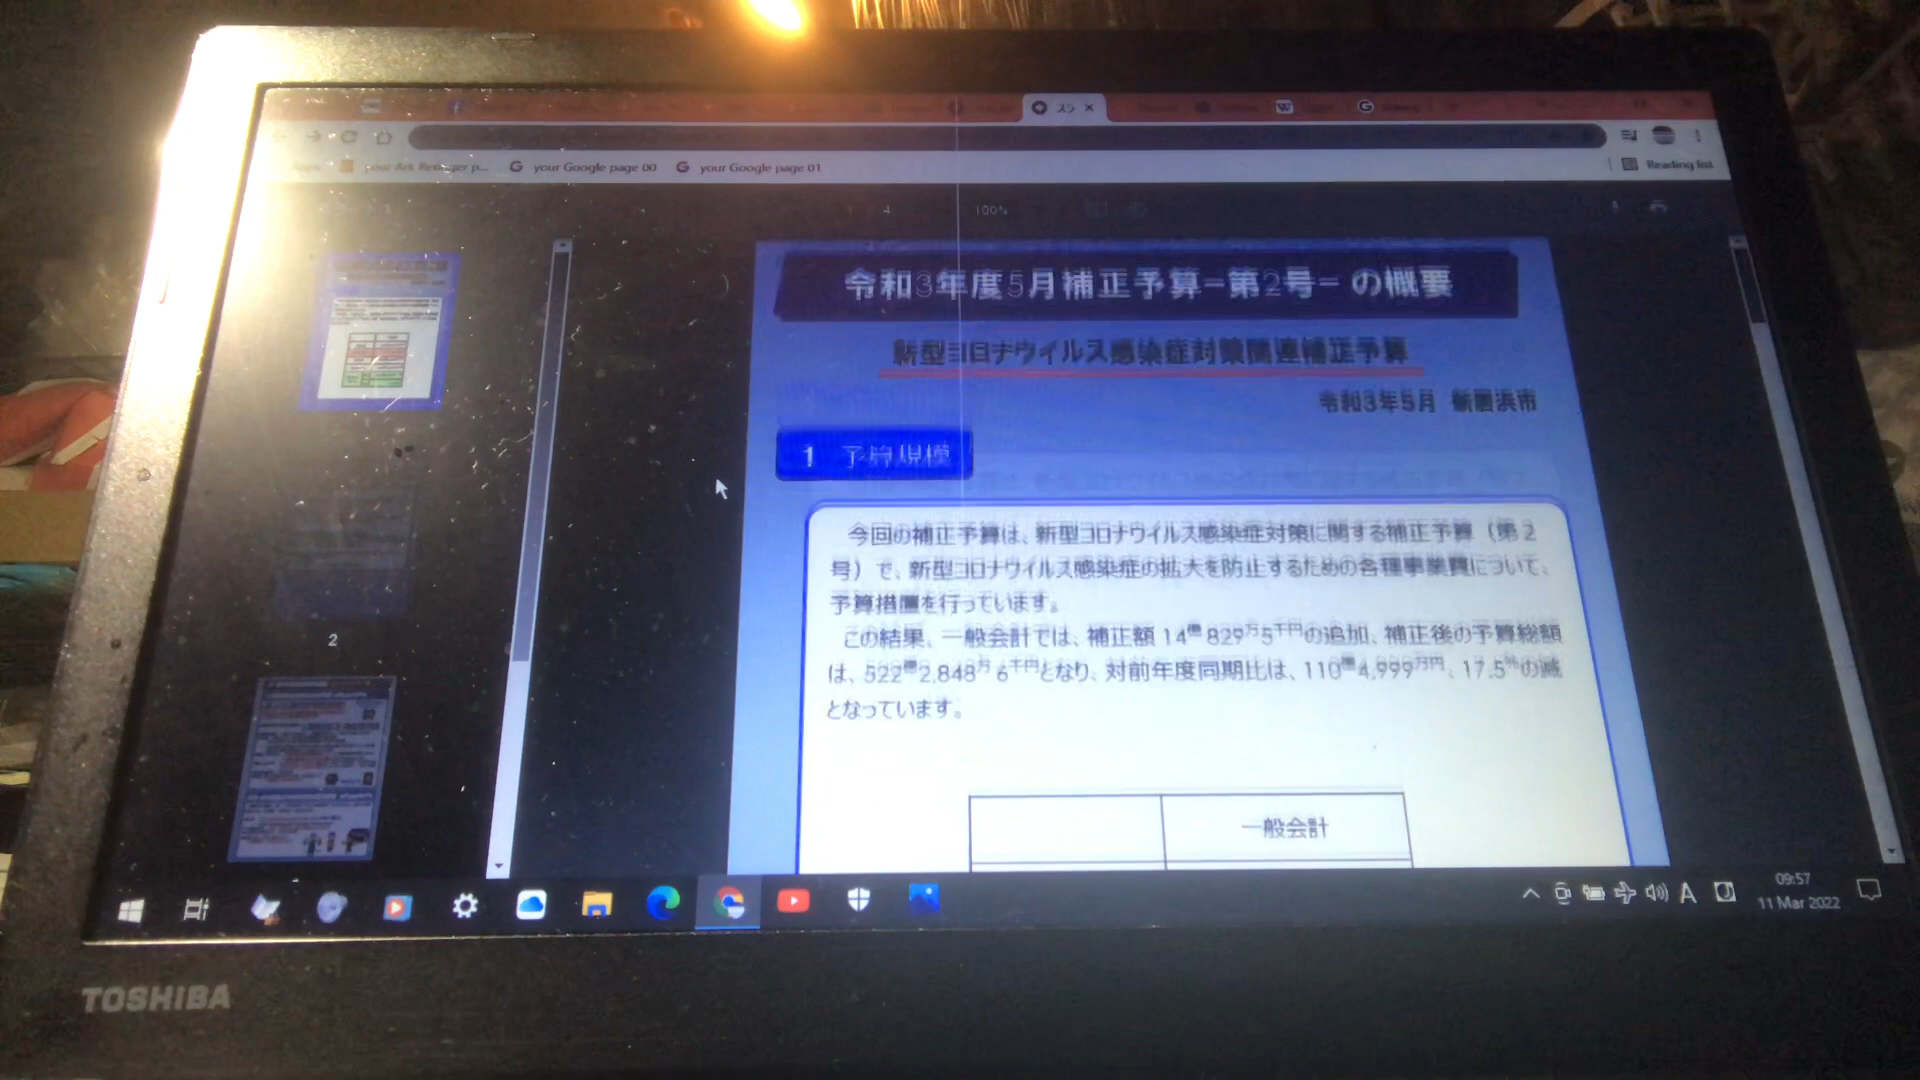 スラ
your Google page 00
your Google page 01
Reading list
4
100%
令和3年度5月補正予算-第2号- の概要
新型コロナウイルス感染症対策関連補正予算
令和3年5月 新居浜市
1 予算規模
今回の補正予算は、新型コロナウイルス感染症対策に関する補正予算(第2
号)で、新型コロナウイルス感染症の拡大を防止するための各種事業費について、
予算措置を行っています。
この結果、一般会計では、補正額14億829万5千円の追加、補正後の予算総額
は、522億2,848万6千円となり、対前年度同期比は、110億4,999万円、17.5%の減
となっています。
一般会計
1
2
A
09:57
11 Mar 2022
TOSHIBA